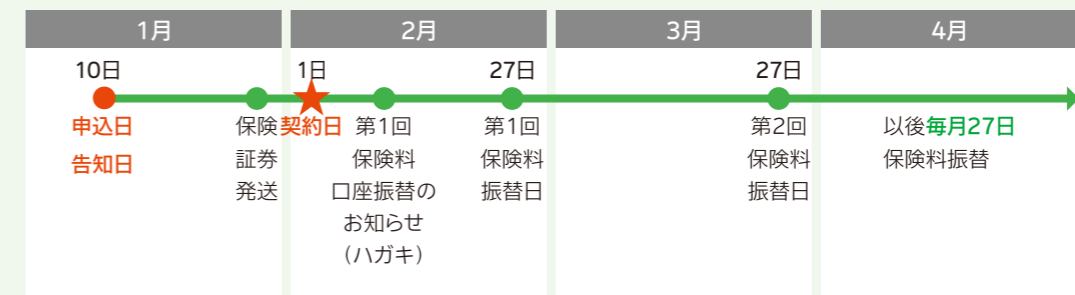 1月
2月
3月
4月
10日
1日
27日
27日
申込日
告知日
保険
証券
発送
契約日
第1回
保険料
口座振替の
お知らせ
（ハガキ）
第1回
保険料
振替日
第2回
保険料
振替日
以後毎月27日
保険料振替